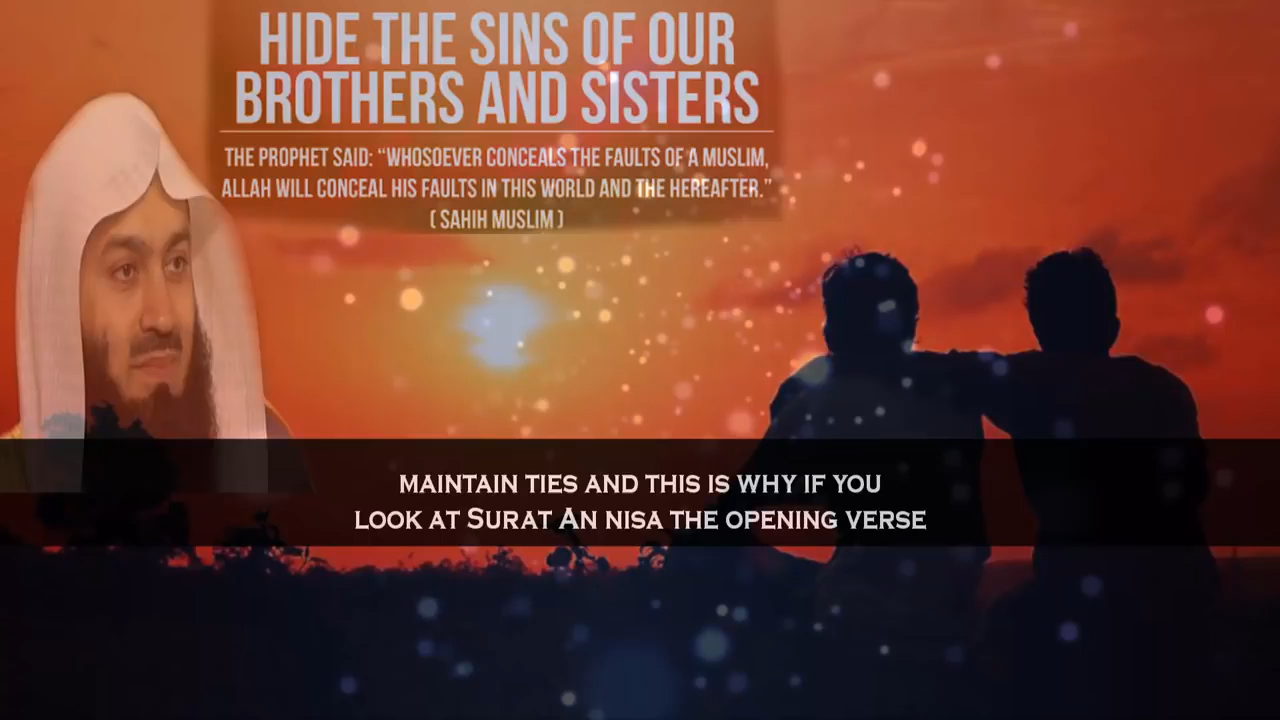 HIDE THE SINS OF OUR
BROTHERS AND SISTERS
THE PROPHET SAID: “WHOSOEVER CONCEALS THE FAULTS OF A MUSLIM,
ALLAH WILL CONCEAL HIS FAULTS IN THIS WORLD AND THE HEREAFTER.”
( SAHIH MUSLIM )
MAINTAIN TIES AND THIS IS WHY IF YOU
LOOK AT SURAT AN NISA THE OPENING VERSE